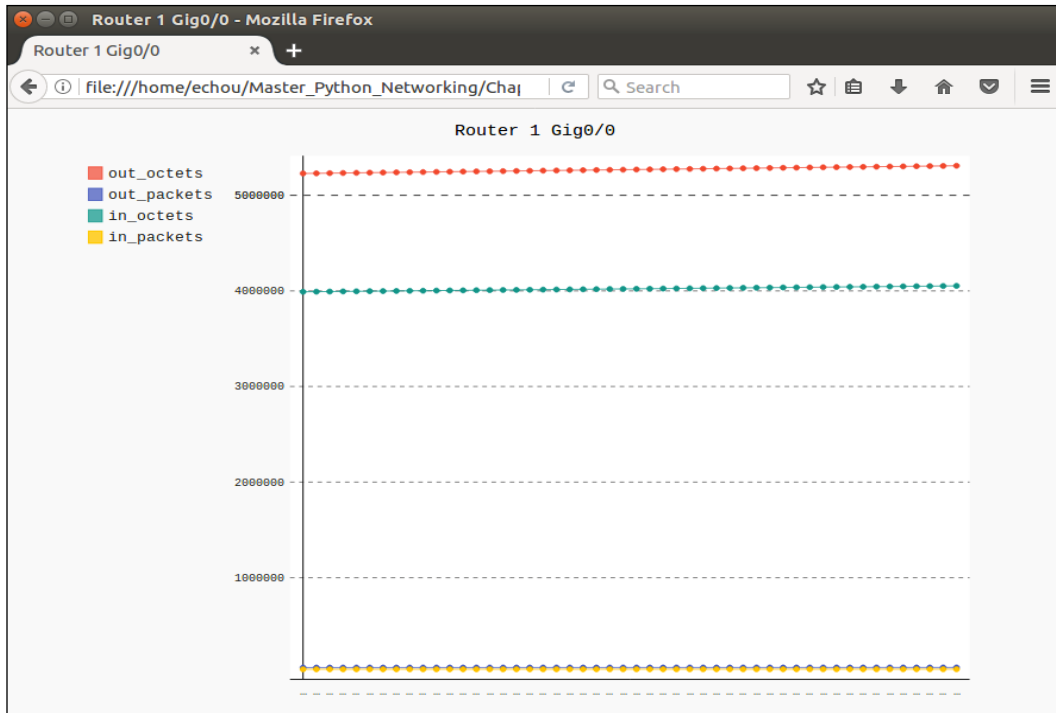 Router 1 Gig0/0 - Mozilla Firefox
Router 1 Gig0/0
file:///home/echou/Master_Python_Networking/Chap
Search
Router 1 Gig0/0
out_octets
out_packets
in_octets
in_packets
5000000
4000000
3000000
2000000
1000000